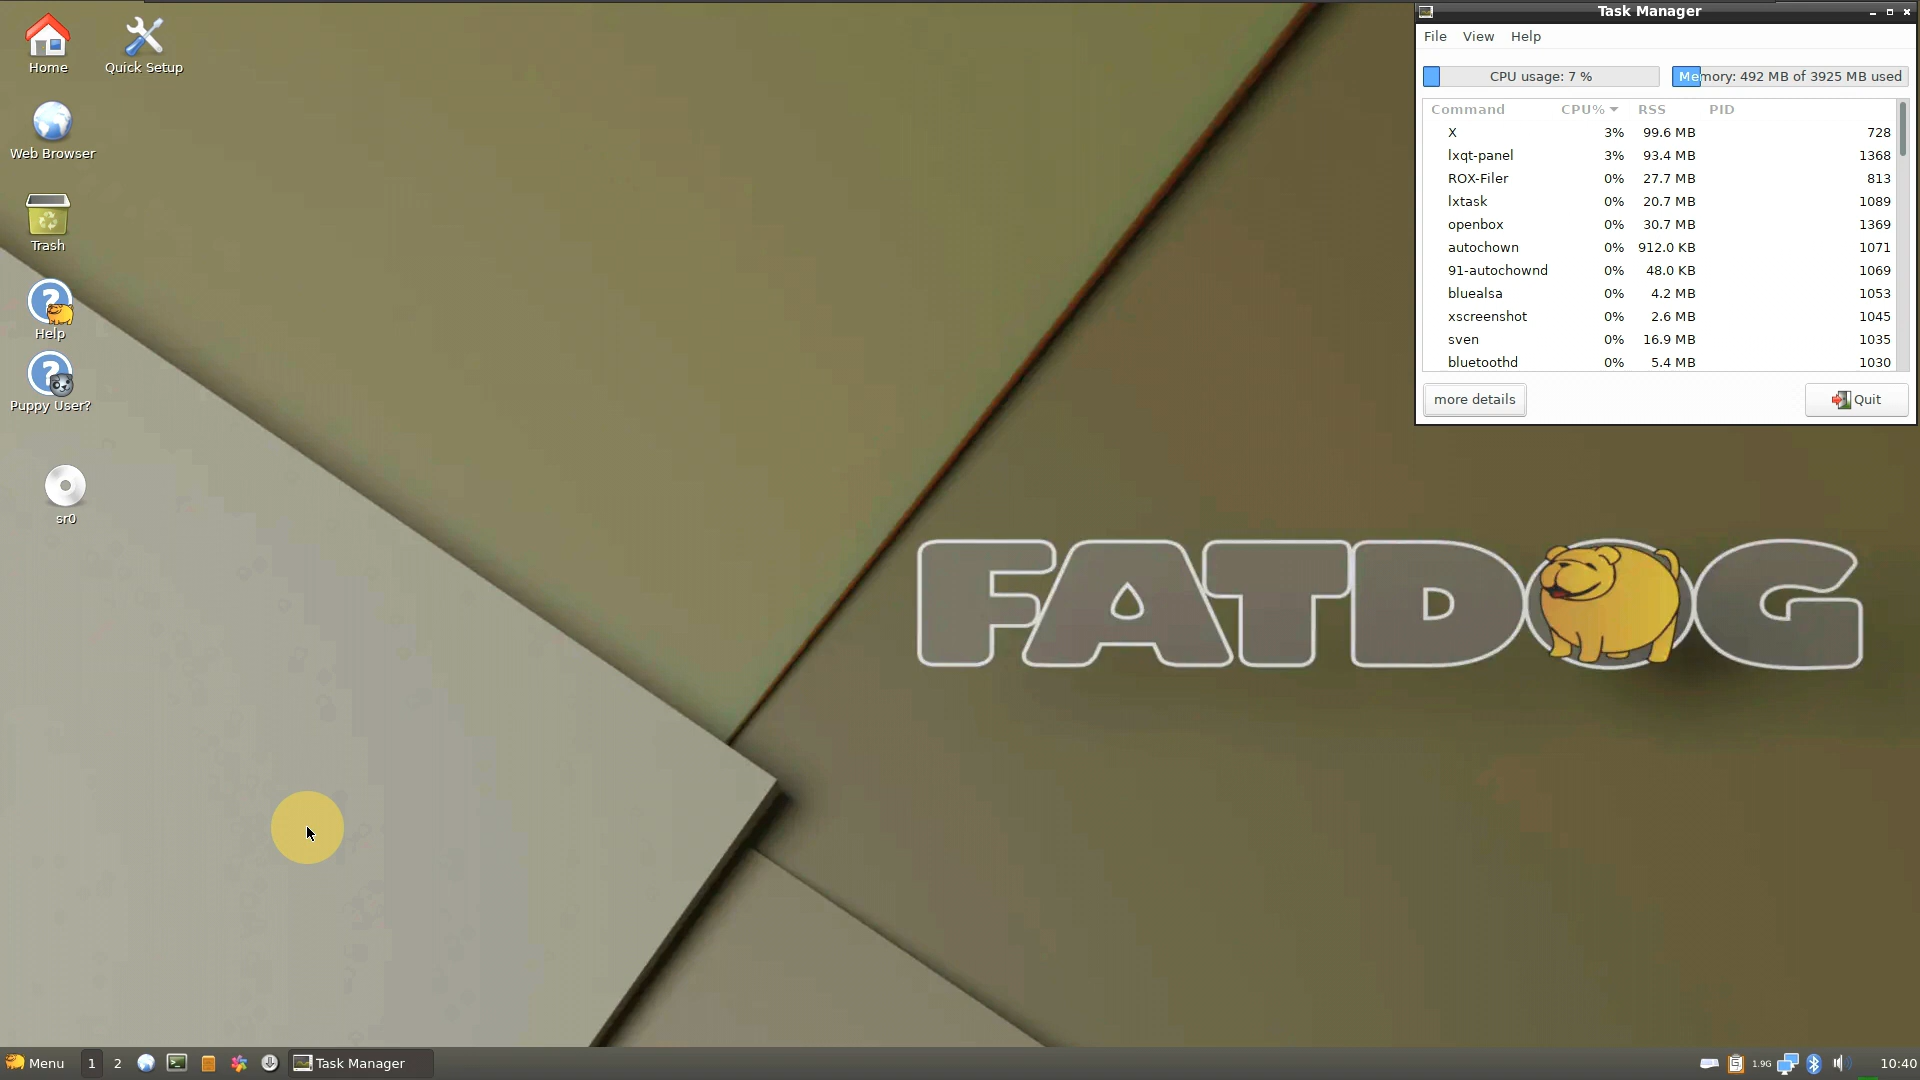 Home
Quick Setup
Web Browser
Trash
Help
Puppy User?
sr0
Task Manager
File View Help
CPU usage: 7 %
Memory: 492 MB of 3925 MB used
Command CPU% RSS PID
X 3% 99.6 MB 728
lxqt-panel 3% 93.4 MB 1368
ROX-Filer 0% 27.7 MB 813
lxtask 0% 20.7 MB 1089
openbox 0% 30.7 MB 1369
autochown 0% 912.0 KB 1071
91-autochownd 0% 48.0 KB 1069
bluealsa 0% 4.2 MB 1053
xscreenshot 0% 2.6 MB 1045
sven 0% 16.9 MB 1035
bluetoothd 0% 5.4 MB 1030
more details
Quit
FATDOG
Menu 1 2 Task Manager 1.9G 10:40